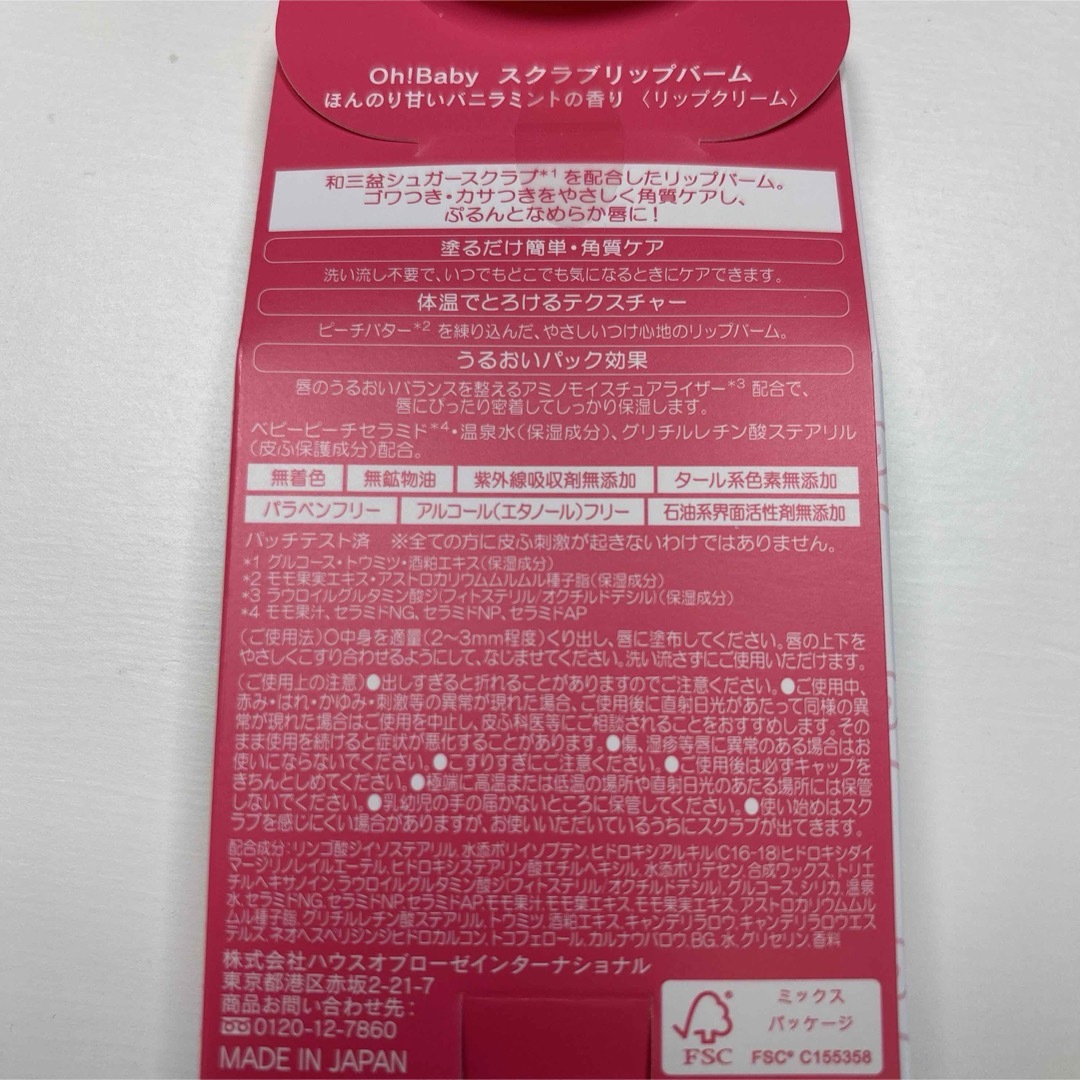 Oh!Baby スクラブリップバーム
ほんのり甘いバニラミントの香り 〈リップクリーム〉
和三盆シュガースクラブ*1 を配合したリップバーム。
ゴワつき・カサつきをやさしく角質ケアし、
ぷるんとなめらか唇に!
塗るだけ簡単・角質ケア
洗い流し不要で、いつでもどこでも気になるときにケアできます。
体温でとろけるテクスチャー
ピーチバター*2 を練り込んだ、やさしいつけ心地のリップバーム。
うるおいパック効果
唇のうるおいバランスを整えるアミノモイスチュアライザー*3 配合で、
唇にぴったり密着してしっかり保湿します。
ベビーピーチセラミド*4・温泉水(保湿成分)、グリチルレチン酸ステアリル
(皮ふ保護成分)配合。
無着色 無鉱物油 紫外線吸収剤無添加 タール系色素無添加
パラベンフリー アルコール(エタノール)フリー 石油系界面活性剤無添加
パッチテスト済 ※全ての方に皮ふ刺激が起きないわけではありません。
*1 グルコース・トウミツ・酒粕エキス(保湿成分)
*2 モモ果実エキス・アストロカリウムムルムル種子脂(保湿成分)
*3 ラウロイルグルタミン酸ジ(フィトステリル/オクチルドデシル)(保湿成分)
*4 モモ果汁、セラミドNG、セラミドNP、セラミドAP
〈ご使用法〉○中身を適量(2〜3mm程度)くり出し、唇に塗布してください。唇の上下を
やさしくこすり合わせるようにして、なじませてください。洗い流さずにご使用いただけます。
〈ご使用上の注意〉●出しすぎると折れることがありますのでご注意ください。●ご使用中、
赤み・はれ・かゆみ・刺激等の異常が現れた場合、ご使用後に直射日光があたって同様の異
常が現れた場合はご使用を中止し、皮ふ科医等にご相談されることをおすすめします。その
まま使用を続けると症状が悪化することがあります。●傷、湿疹等唇に異常のある場合はお
使いにならないでください。●こすりすぎにご注意ください。●ご使用後は必ずキャップを
きちんとしめてください。●極端に高温または低温の場所や直射日光のあたる場所には保管
しないでください。●乳幼児の手の届かないところに保管してください。●使い始めはスク
ラブを感じにくい場合がありますが、お使いいただいているうちにスクラブが出てきます。
配合成分:リンゴ酸ジイソステアリル、水添ポリイソブテン、ヒドロキシアルキル(C16-18)ヒドロキシダイ
マージリノレイルエーテル、ヒドロキシステアリン酸エチルヘキシル、水添ポリデセン、合成ワックス、トリエ
チルヘキサノイン、ラウロイルグルタミン酸ジ(フィトステリル/オクチルドデシル)、グルコース、シリカ、温泉
水、セラミドNG、セラミドNP、セラミドAP、モモ果汁、モモ葉エキス、モモ果実エキス、アストロカリウムムル
ムル種子脂、グリチルレチン酸ステアリル、トウミツ、酒粕エキス、キャンデリラロウ、キャンデリラロウエス
テルズ、ネオヘスペリジンジヒドロカルコン、トコフェロール、カルナウバロウ、BG、水、グリセリン、香料
株式会社ハウスオブローゼインターナショナル
東京都港区赤坂2-21-7
商品お問い合わせ先:
0120-12-7860
MADE IN JAPAN
ミックス
パッケージ
FSC
FSC® C155358